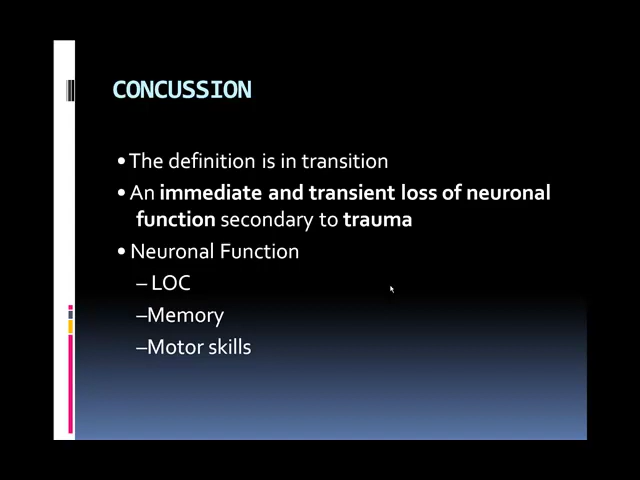 CONCUSSION
•The definition is in transition
•An immediate and transient loss of neuronal
function secondary to trauma
•Neuronal Function
–LOC
–Memory
–Motor skills